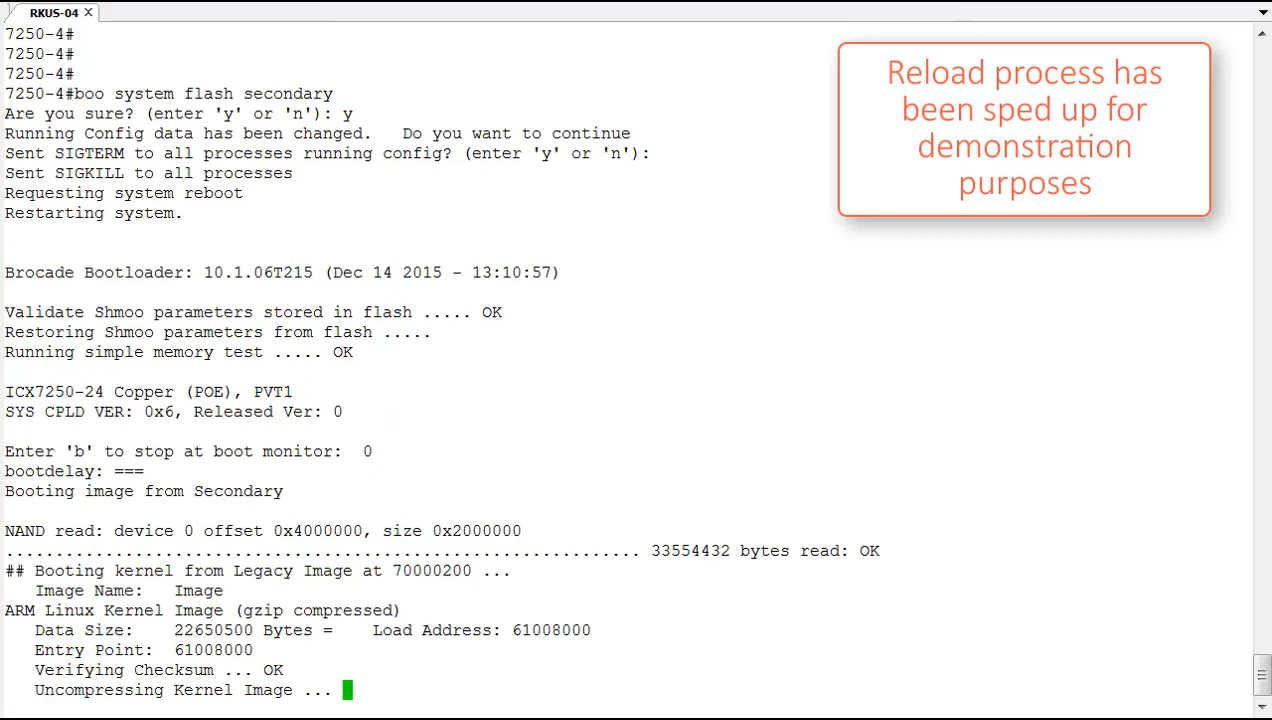 RKUS-04 ×
7250-4#
7250-4#
7250-4#
7250-4#boo system flash secondary
Are you sure? (enter 'y' or 'n'): y
Running Config data has been changed.   Do you want to continue
Sent SIGTERM to all processes running config? (enter 'y' or 'n'):
Sent SIGKILL to all processes
Requesting system reboot
Restarting system.
Brocade Bootloader: 10.1.06T215 (Dec 14 2015 - 13:10:57)
Validate Shmoo parameters stored in flash ..... OK
Restoring Shmoo parameters from flash .....
Running simple memory test ..... OK
ICX7250-24 Copper (POE), PVT1
SYS CPLD VER: 0x6, Released Ver: 0
Enter 'b' to stop at boot monitor:  0
bootdelay: ===
Booting image from Secondary
NAND read: device 0 offset 0x4000000, size 0x2000000
................................................................ 33554432 bytes read: OK
## Booting kernel from Legacy Image at 70000200 ...
   Image Name:   Image
ARM Linux Kernel Image (gzip compressed)
   Data Size:    22650500 Bytes =    Load Address: 61008000
   Entry Point:  61008000
   Verifying Checksum ... OK
   Uncompressing Kernel Image ...
Reload process has
been sped up for
demonstration
purposes